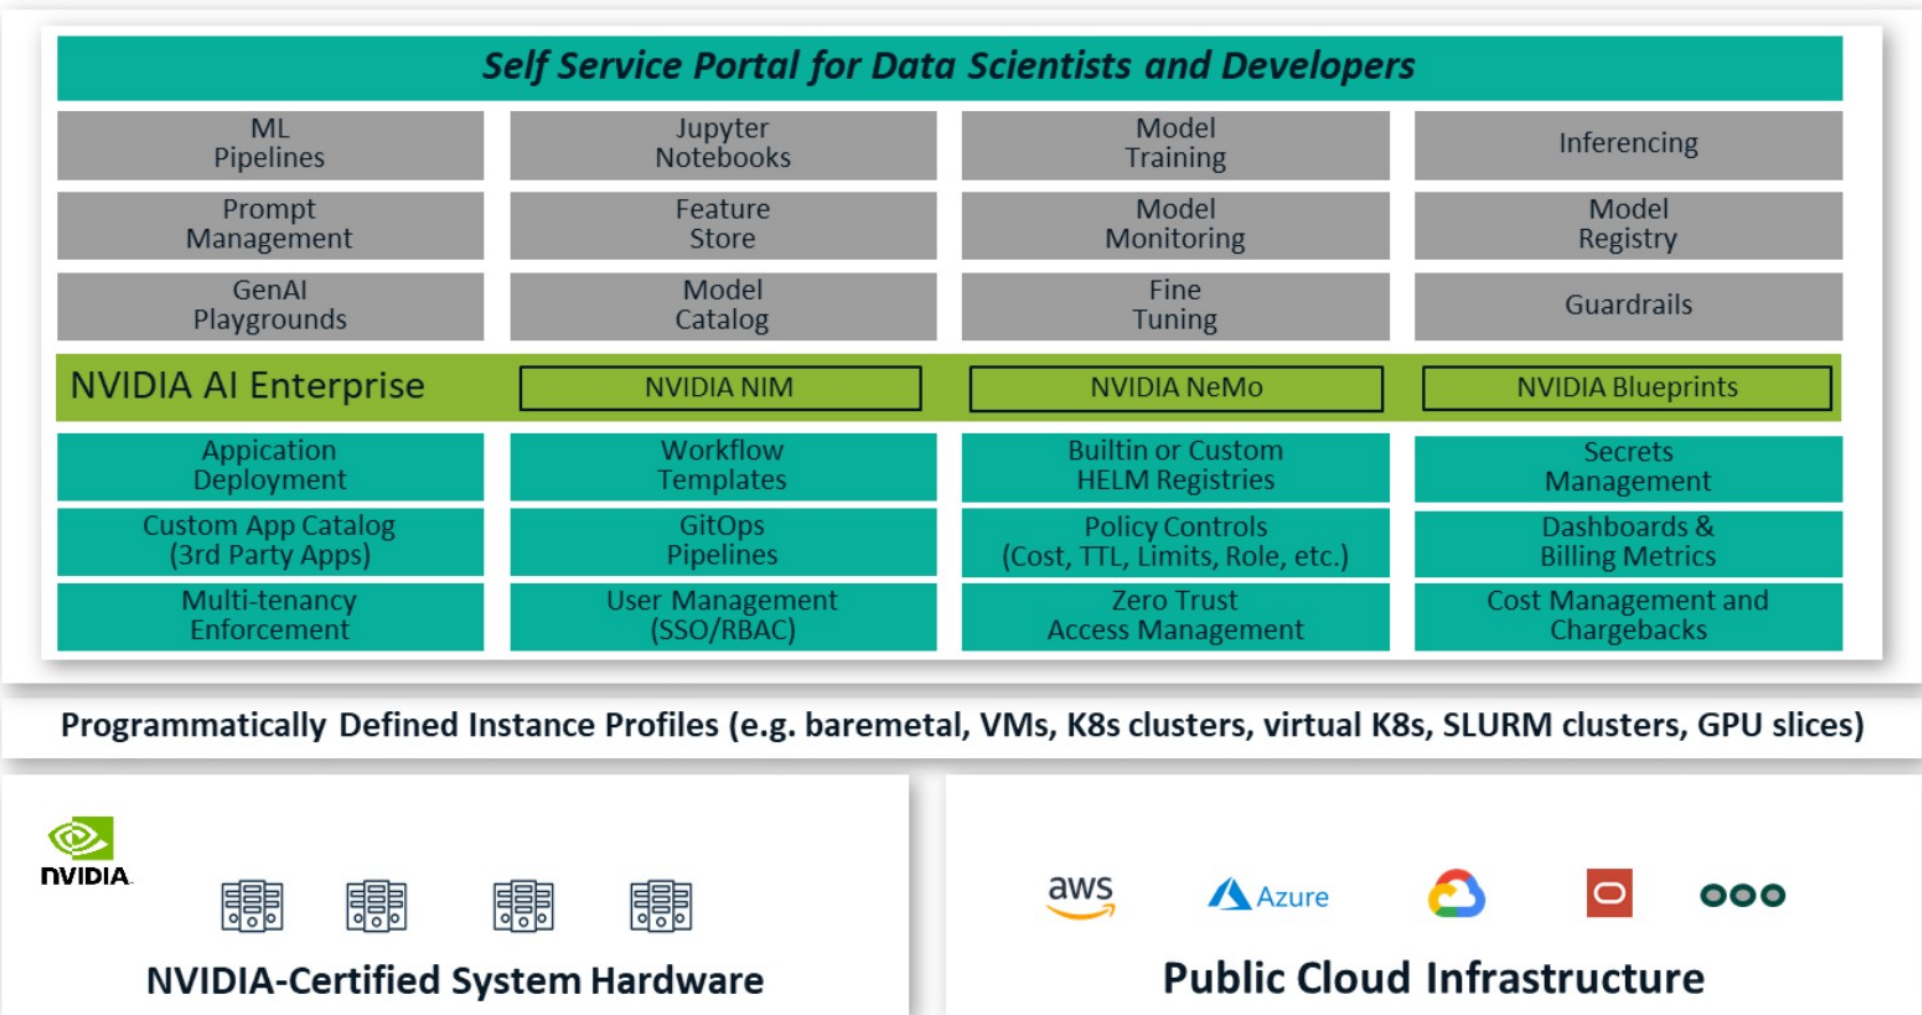 Self Service Portal for Data Scientists and Developers
ML
Pipelines
Jupyter
Notebooks
Model
Training
Inferencing
Prompt
Management
Feature
Store
Model
Monitoring
Model
Registry
GenAI
Playgrounds
Model
Catalog
Fine
Tuning
Guardrails
NVIDIA AI Enterprise
NVIDIA NIM
NVIDIA NeMo
NVIDIA Blueprints
Appication
Deployment
Workflow
Templates
Builtin or Custom
HELM Registries
Secrets
Management
Custom App Catalog
(3rd Party Apps)
GitOps
Pipelines
Policy Controls
(Cost, TTL, Limits, Role, etc.)
Dashboards &
Billing Metrics
Multi-tenancy
Enforcement
User Management
(SSO/RBAC)
Zero Trust
Access Management
Cost Management and
Chargebacks
Programmatically Defined Instance Profiles (e.g. baremetal, VMs, K8s clusters, virtual K8s, SLURM clusters, GPU slices)
NVIDIA
NVIDIA-Certified System Hardware
aws
Azure
Public Cloud Infrastructure